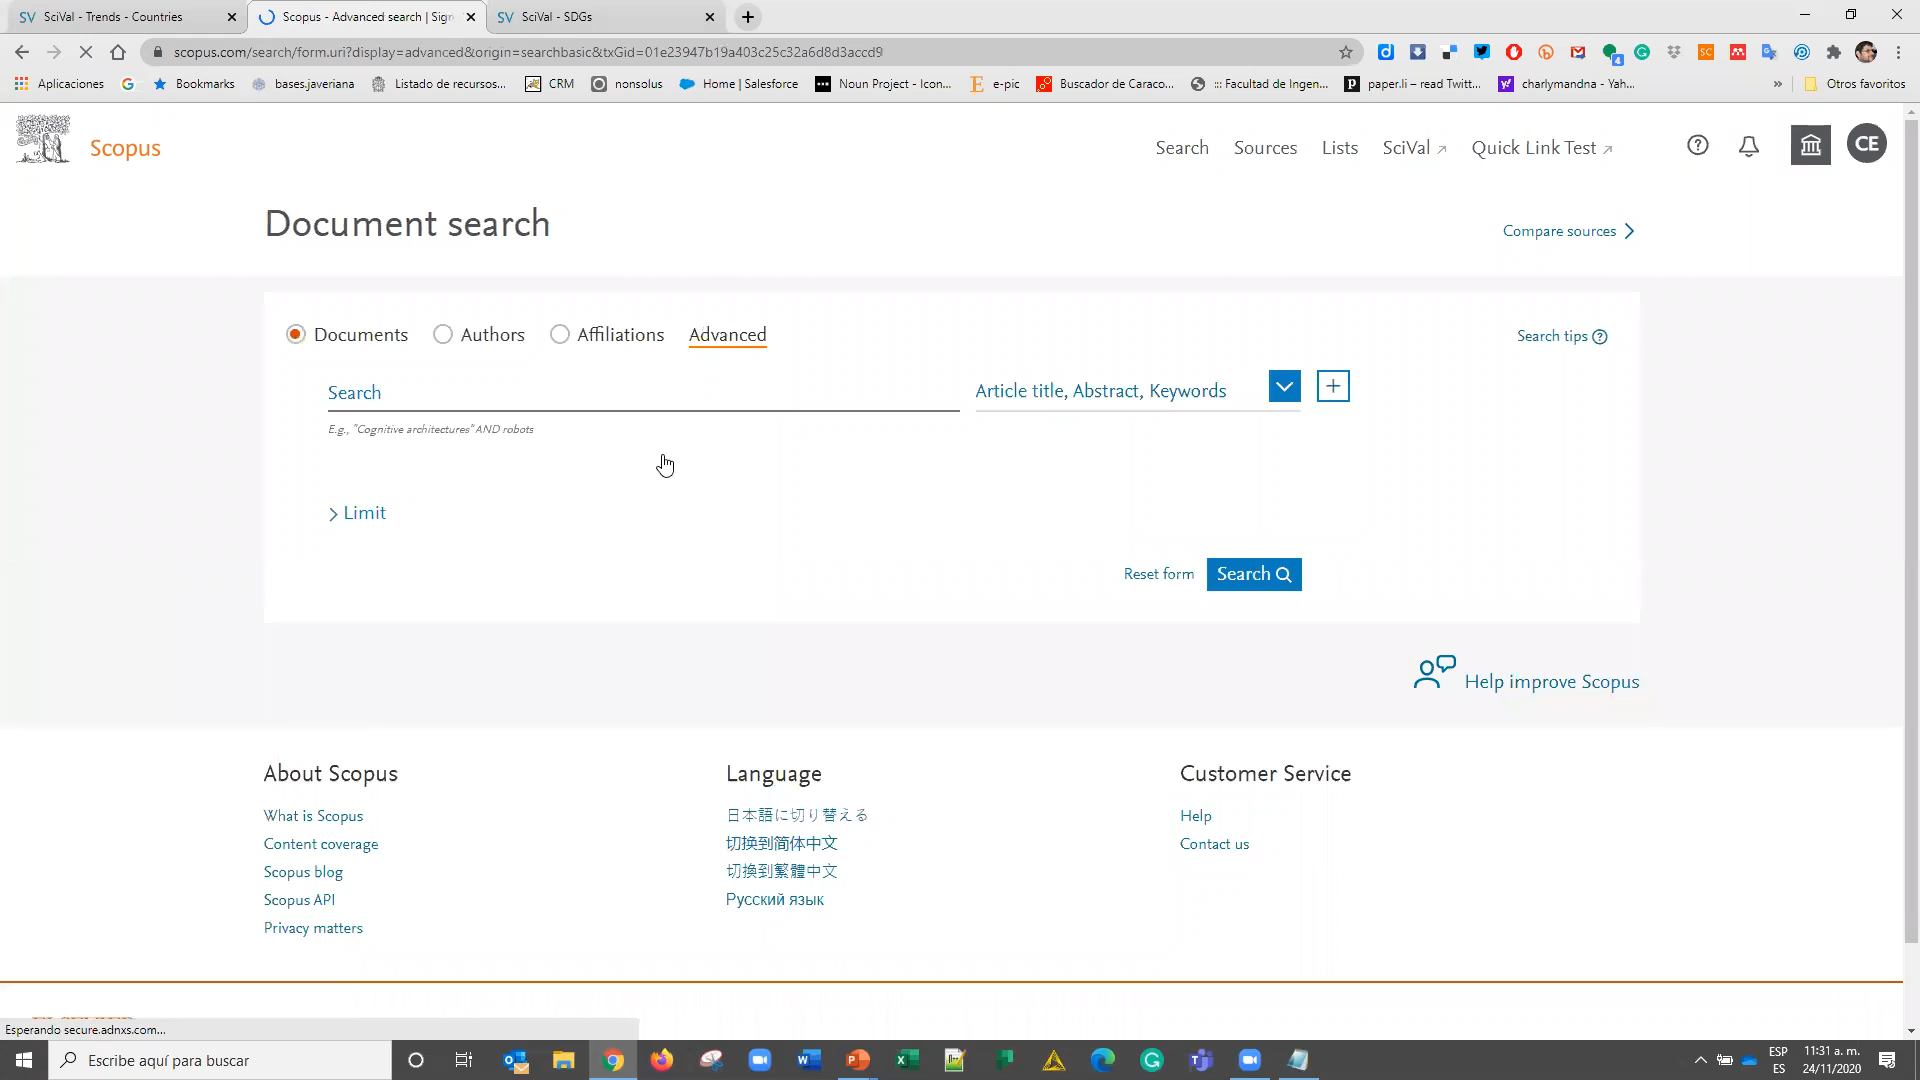 SciVal - Trends - Countries
Scopus - Advanced search | Sign
SciVal - SDGs
scopus.com/search/form.uri?display=advanced&origin=searchbasic&txGid=01e23947b19a403c25c32a6d8d3accd9
Aplicaciones
Bookmarks
bases.javeriana
Listado de recursos...
CRM
nonsolus
Home | Salesforce
Noun Project - Icon...
e-pic
Buscador de Caraco...
::: Facultad de Ingen...
paper.li – read Twitt...
charlymandna - Yah...
»
Otros favoritos
Scopus
Search
Sources
Lists
SciVal
Quick Link Test
CE
Document search
Compare sources
Documents
Authors
Affiliations
Advanced
Search tips
Search
Article title, Abstract, Keywords
E.g., "Cognitive architectures" AND robots
Limit
Reset form
Search
Help improve Scopus
About Scopus
Language
Customer Service
What is Scopus
日本語に切り替える
Help
Content coverage
切换到简体中文
Contact us
Scopus blog
切換到繁體中文
Scopus API
Русский язык
Privacy matters
Esperando secure.adnxs.com...
Escribe aquí para buscar
ESP
11:31 a. m.
ES
24/11/2020